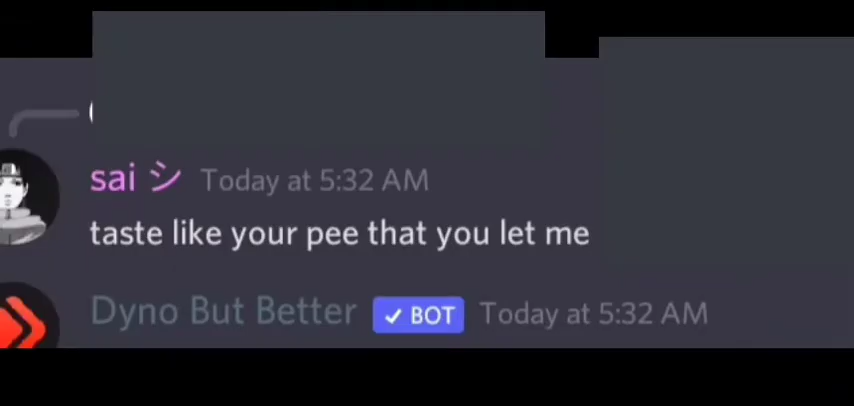 sai シ Today at 5:32 AM
taste like your pee that you let me
Dyno But Better ✓ BOT Today at 5:32 AM